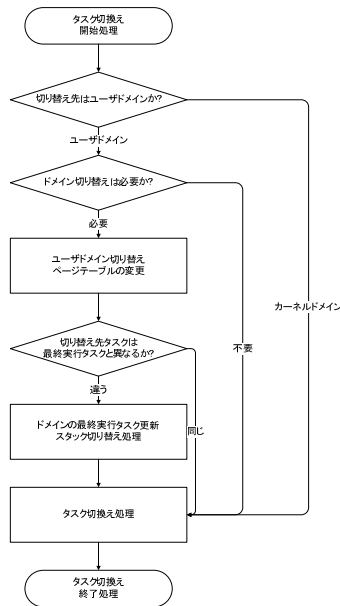 タスク切換え
開始処理
切り替え先はユーザドメインか?
ユーザドメイン
ドメイン切り替えは必要か?
必要
ユーザドメイン切り替え
ページテーブルの変更
カーネルドメイン
切り替え先タスクは
最終実行タスクと異なるか?
不要
違う
ドメインの最終実行タスク更新
スタック切り替え処理
同じ
タスク切換え処理
タスク切換え
終了処理